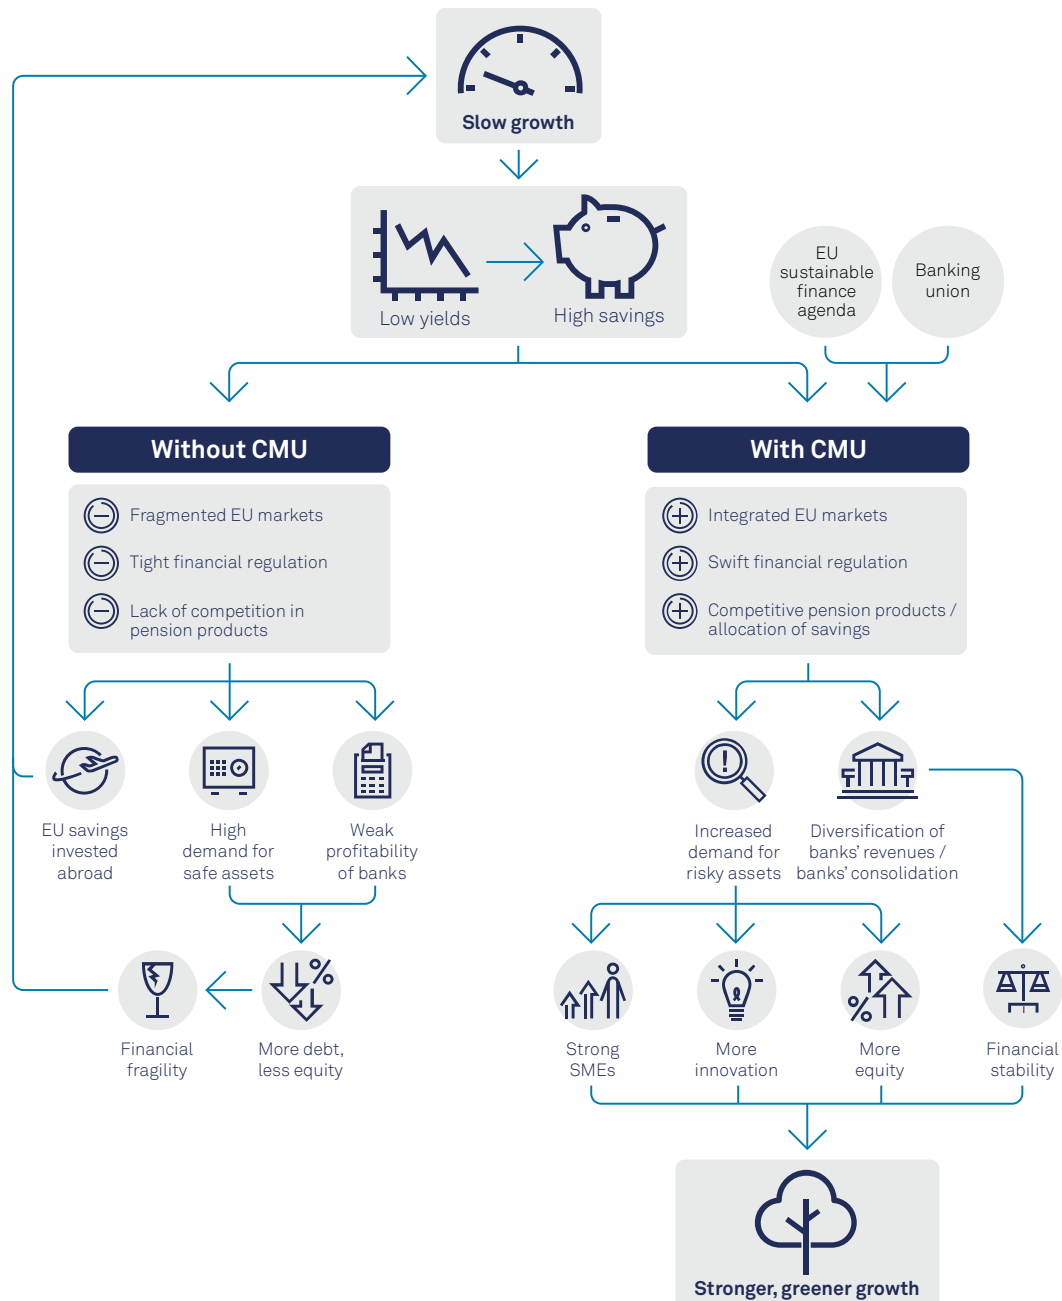 Slow growth
Low yields
High savings
EU
sustainable
finance
agenda
Banking
union
Without CMU
Fragmented EU markets
Tight financial regulation
Lack of competition in
pension products
With CMU
Integrated EU markets
Swift financial regulation
Competitive pension products /
allocation of savings
EU savings
invested
abroad
High
demand for
safe assets
Weak
profitability
of banks
Increased
demand for
risky assets
Diversification of
banks' revenues /
banks' consolidation
%
Financial
fragility
More debt,
less equity
%
Strong
SMEs
More
innovation
More
equity
Financial
stability
Stronger, greener growth